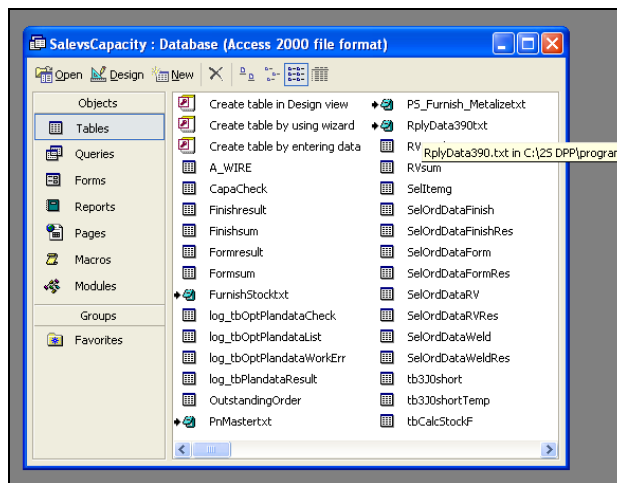 SalevsCapacity : Database (Access 2000 file format)
Open Design New
Objects
Tables
Queries
Forms
Reports
Pages
Macros
Modules
Groups
Favorites
Create table in Design view
Create table by using wizard
Create table by entering data
A_WIRE
CapaCheck
Finishresult
Finishsum
Formresult
Formsum
FurnishStocktxt
log_tbOptPlandataCheck
log_tbOptPlandataList
log_tbOptPlandataWorkErr
log_tbPlandataResult
OutstandingOrder
PnMastertxt
PS_Furnish_Metalizetxt
RplyData390txt
RplyData390.txt in C:\25 DPP\program
RVsum
SelItemg
SelOrdDataFinish
SelOrdDataFinishRes
SelOrdDataForm
SelOrdDataFormRes
SelOrdDataRV
SelOrdDataRVRes
SelOrdDataWeld
SelOrdDataWeldRes
tb3J0short
tb3J0shortTemp
tbCalcStockF